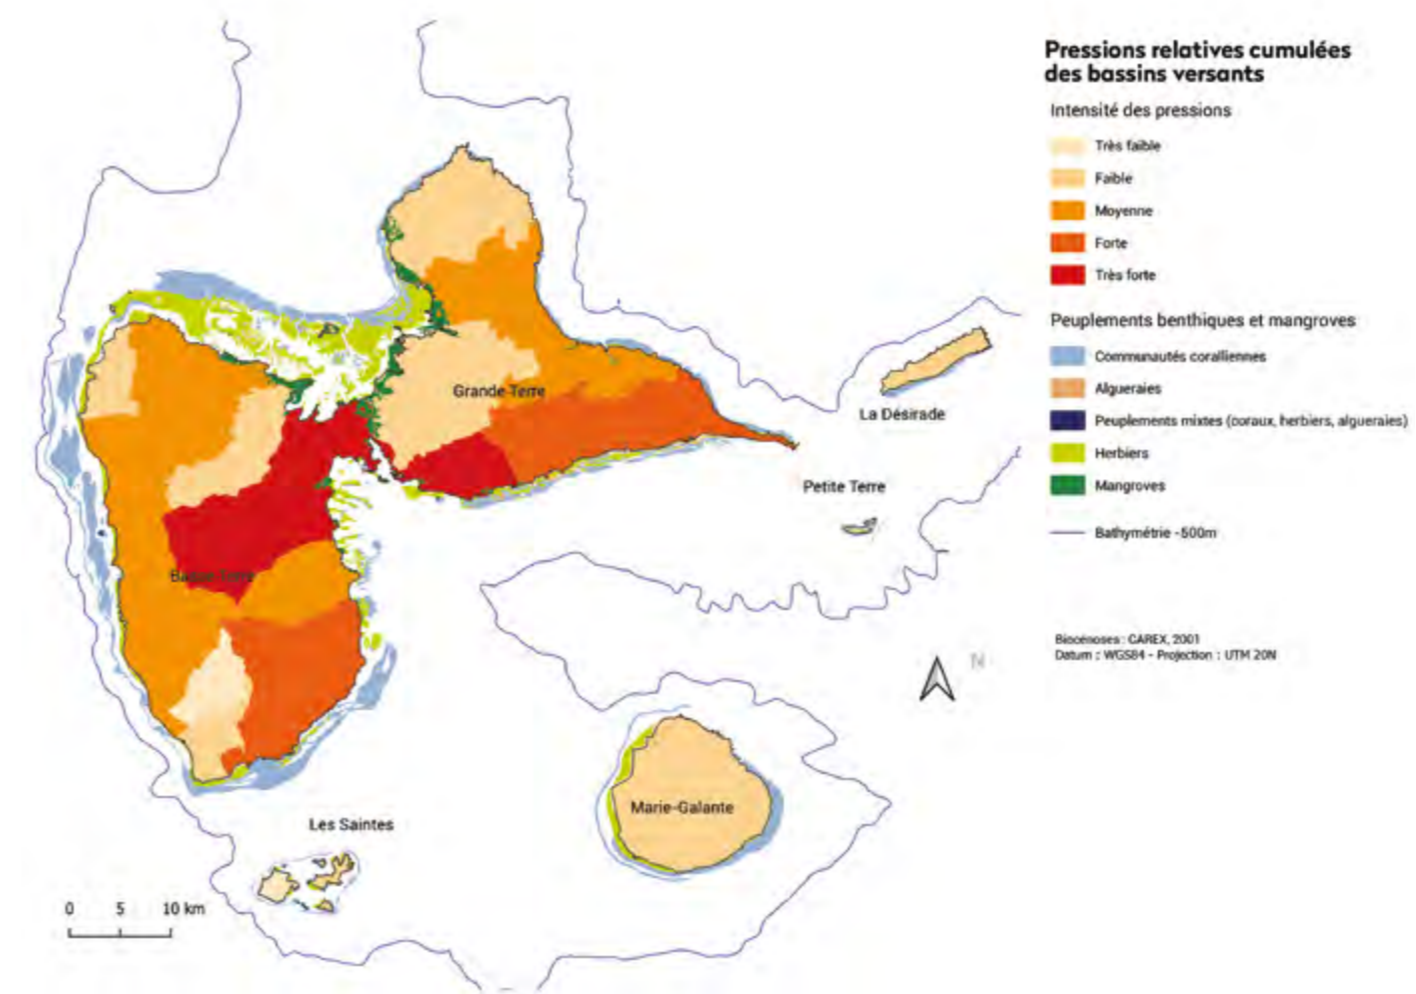 Pressions relatives cumulées
des bassins versants
Intensité des pressions
Très faible
Faible
Moyenne
Forte
Très forte
Peuplements benthiques et mangroves
Communautés coralliennes
Algueraies
Peuplements mixtes (coraux, herbiers, algueraies)
Herbiers
Mangroves
Bathymétrie -500m
Biocénoses : CAREX, 2001
Datum : WGS84 - Projection : UTM 20N
N
Grande-Terre
La Désirade
Petite Terre
Basse-Terre
Marie-Galante
Les Saintes
0 5 10 km